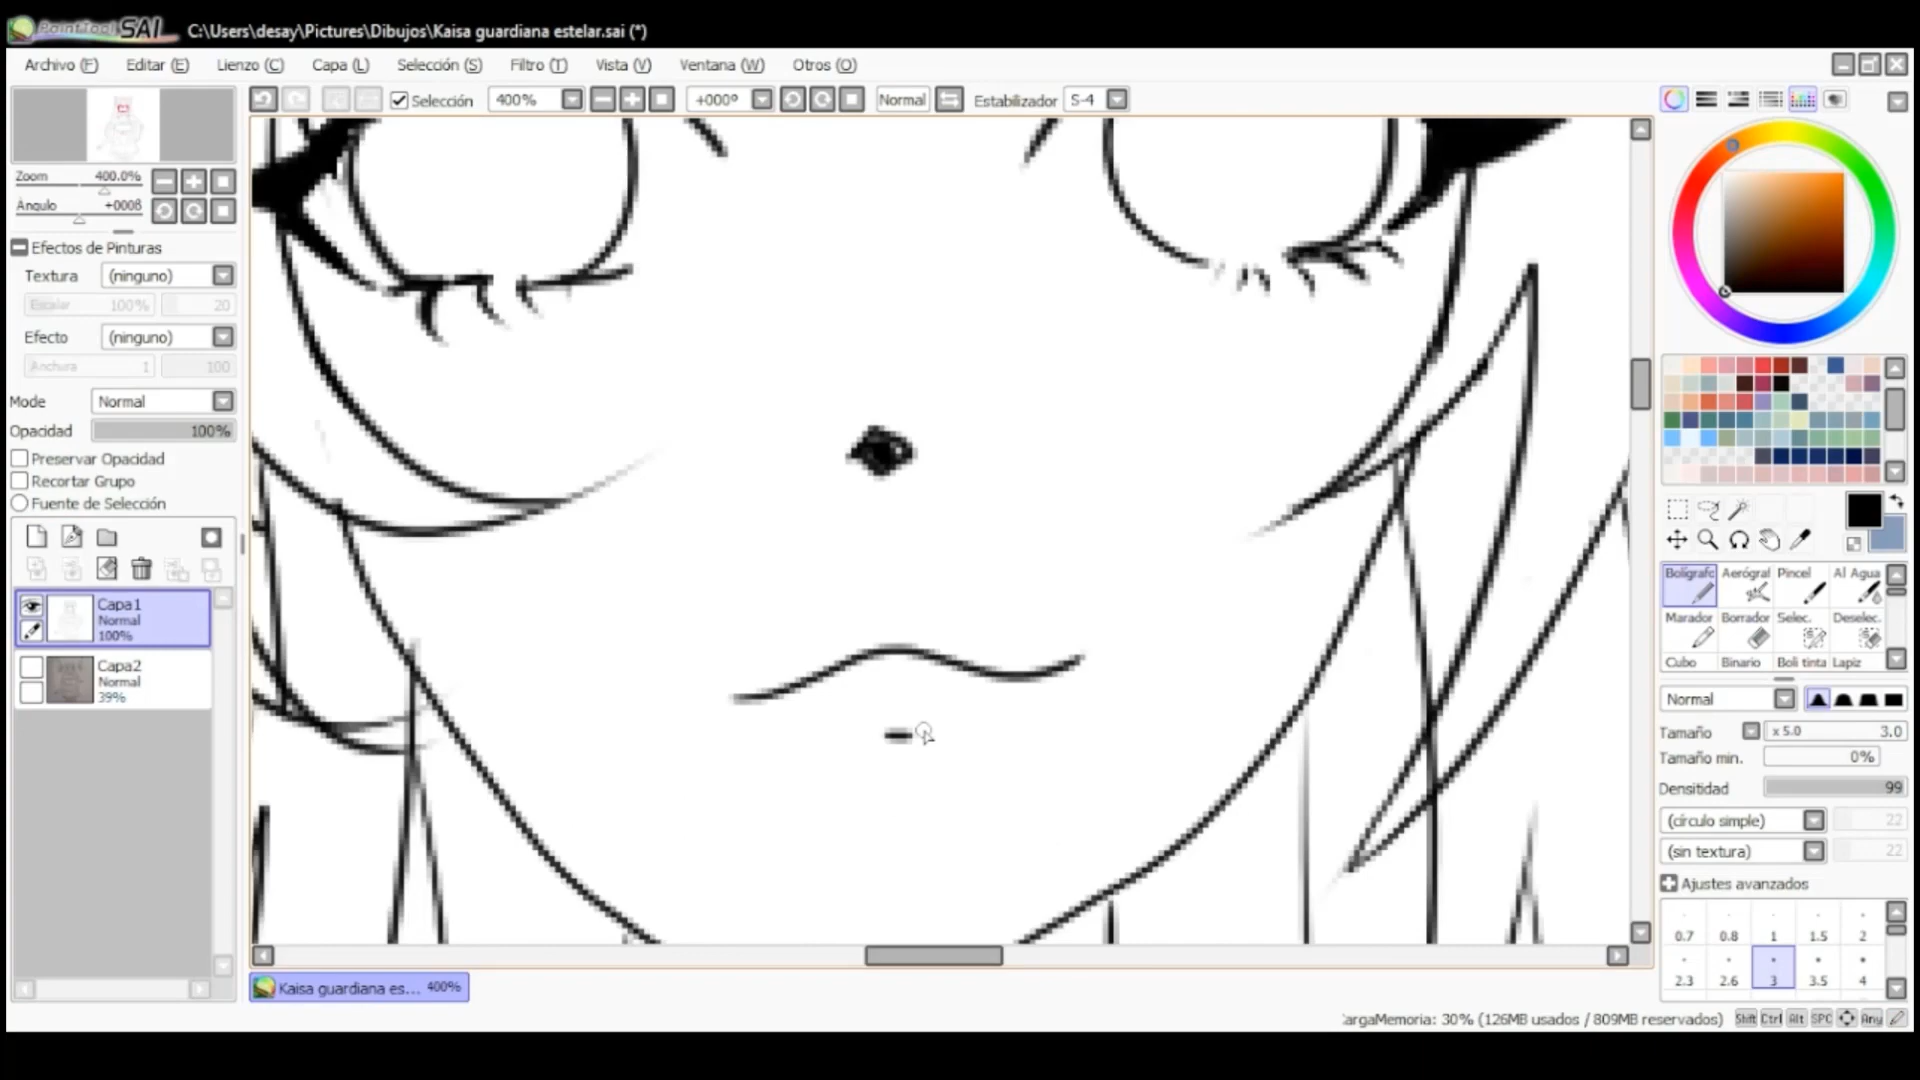 PaintTool SAI C:\Users\desay\Pictures\Dibujos\Kaisa guardiana estelar.sai (*)
Archivo (F) Editar (E) Lienzo (C) Capa (L) Selección (S) Filtro (T) Vista (V) Ventana (W) Otros (O)
Selección 400% +000º Normal Estabilizador S-4
Zoom 400.0%
Ángulo +000ß
Efectos de Pinturas
Textura (ninguno)
Escalar 100% 20
Efecto (ninguno)
Anchura 1 100
Mode Normal
Opacidad 100%
Preservar Opacidad
Recortar Grupo
Fuente de Selección
Capa1
Normal
100%
Capa2
Normal
39%
Bolígrafo Aerógraf Pincel Al Agua
Marador Borrador Selec. Deselec.
Cubo Binario Boli tinta Lapiz
Normal
Tamaño x 5.0 3.0
Tamaño min. 0%
Densitidad 99
(círculo simple) 22
(sin textura) 22
Ajustes avanzados
0.7 0.8 1 1.5 2
2.3 2.6 3 3.5 4
Kaisa guardiana es... 400%
argaMemoria: 30% (126MB usados / 809MB reservados) Shift Ctrl Alt SPC Any